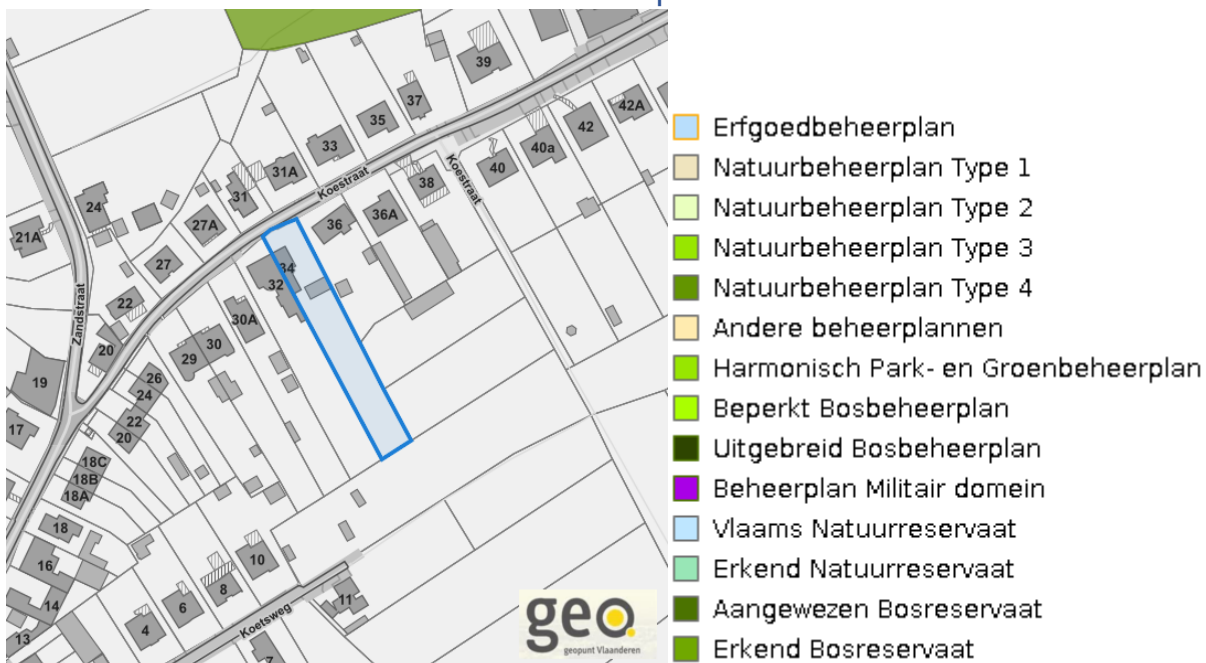 39
42A
37
35
42
33
40a
31A
Koestraat
40
Koestraat
31
38
24
27A
36
36A
21A
27
34
32
22
30A
Zandstraat
20
30
29
19
26
24
22
20
17
18C
18B
18A
18
10
16
8
11
6
14
4
Koetsweg
13
7
geo.
geopunt Vlaanderen
Erfgoedbeheerplan
Natuurbeheerplan Type 1
Natuurbeheerplan Type 2
Natuurbeheerplan Type 3
Natuurbeheerplan Type 4
Andere beheerplannen
Harmonisch Park- en Groenbeheerplan
Beperkt Bosbeheerplan
Uitgebreid Bosbeheerplan
Beheerplan Militair domein
Vlaams Natuurreservaat
Erkend Natuurreservaat
Aangewezen Bosreservaat
Erkend Bosreservaat